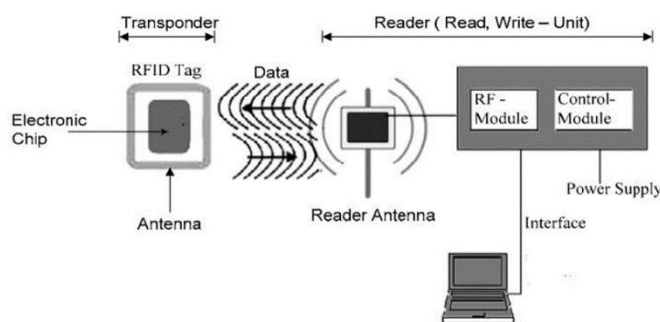 Transponder
Reader ( Read, Write – Unit)
RFID Tag
Data
Electronic
Chip
RF -
Module
Control-
Module
Antenna
Reader Antenna
Power Supply
Interface